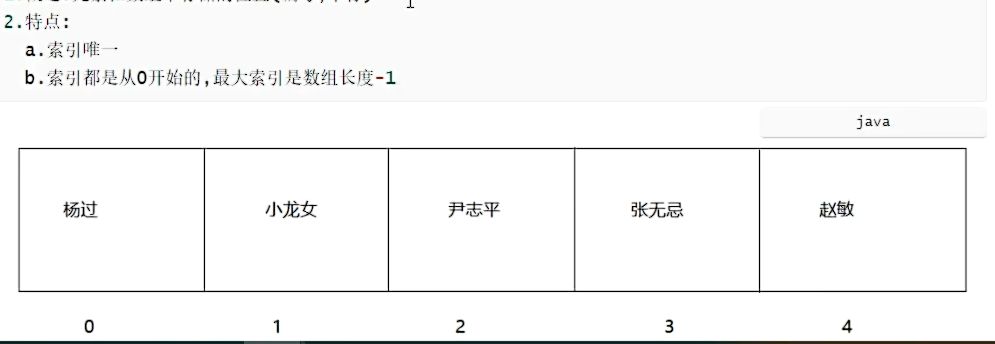 2.特点:
a.索引唯一
b.索引都是从0开始的,最大索引是数组长度-1
java
杨过 小龙女 尹志平 张无忌 赵敏
0 1 2 3 4